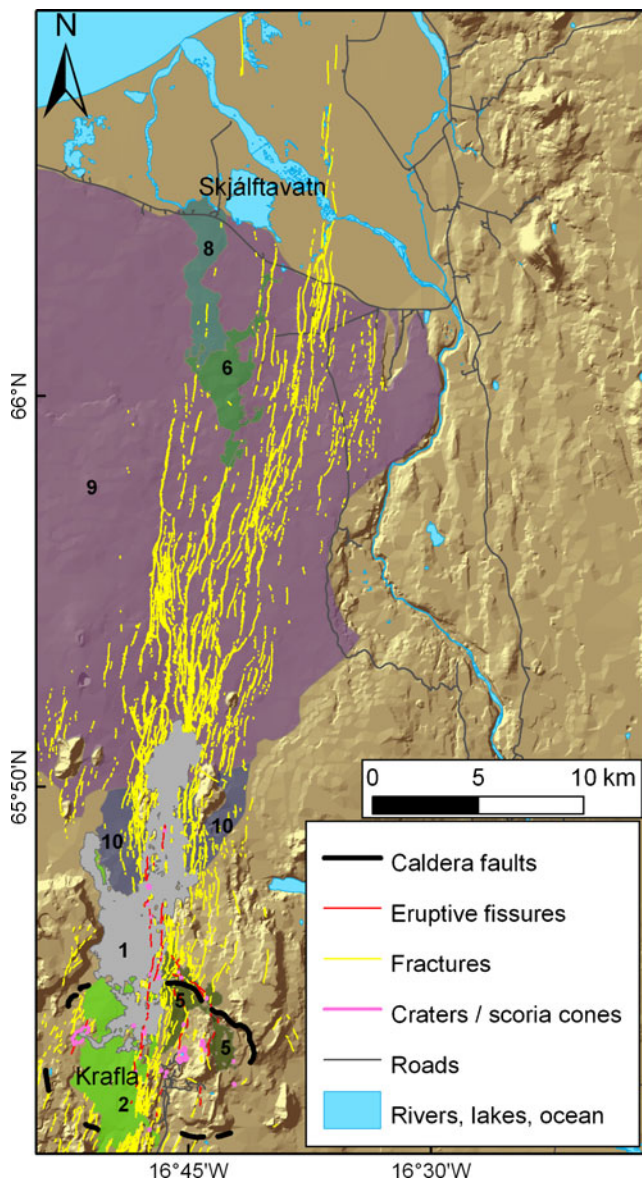 N
Skjálftavatn
8
6
66°N
9
65°50'N
0 5 10 km
10
10
Caldera faults
Eruptive fissures
1
Fractures
5
Craters / scoria cones
5
Roads
Krafla
2
Rivers, lakes, ocean
16°45'W
16°30'W